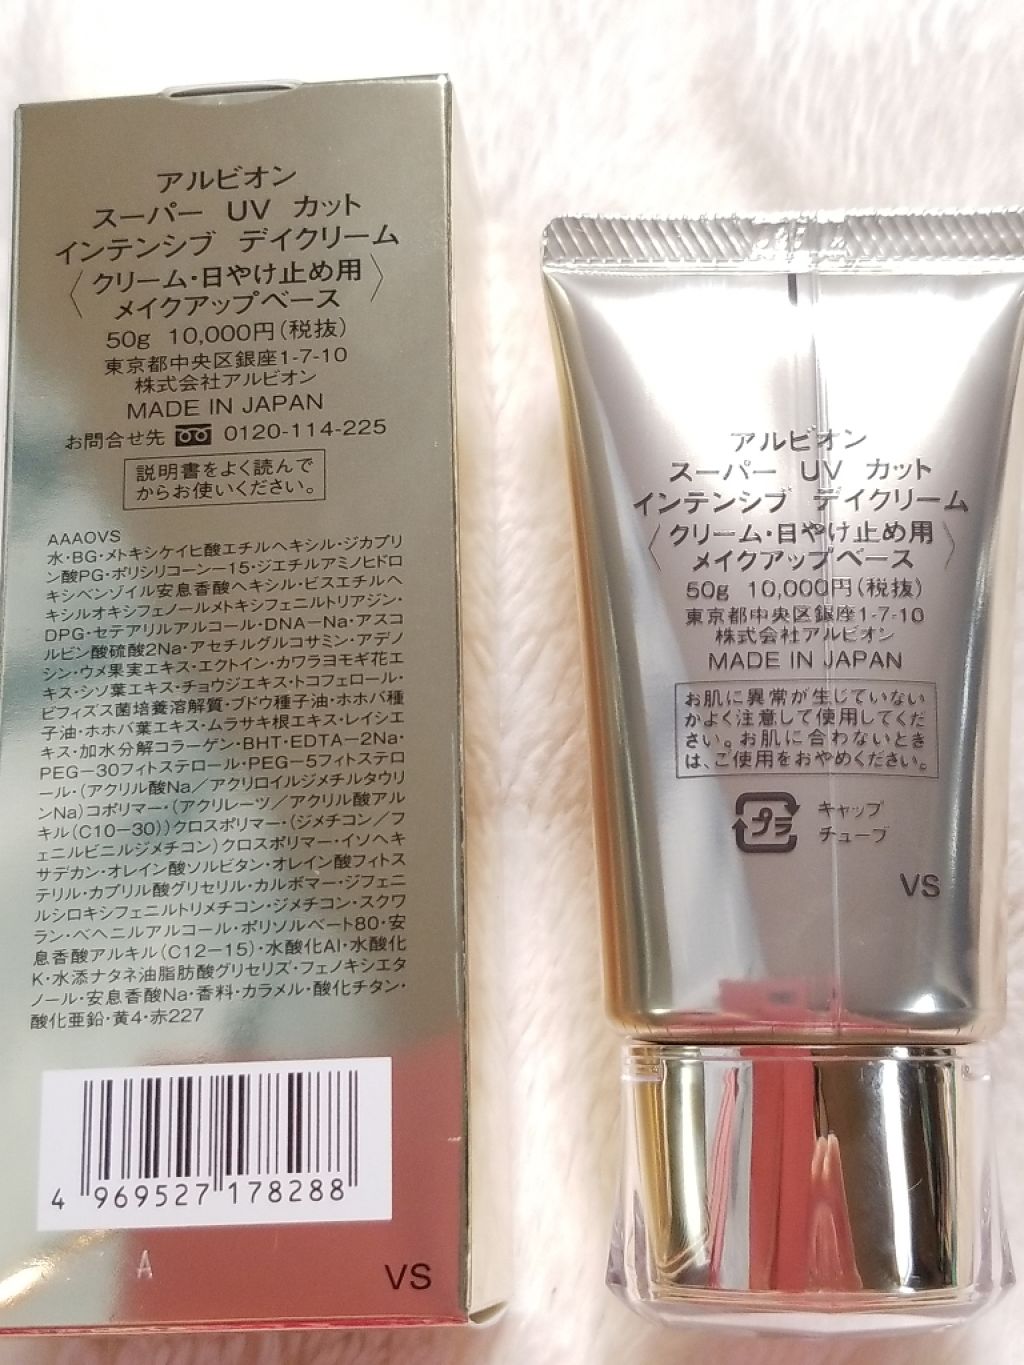 アルビオン
スーパー UV カット
インテンシブ デイクリーム
〈クリーム・日やけ止め用
メイクアップベース〉
50g 10,000円(税抜)
東京都中央区銀座1-7-10
株式会社アルビオン
MADE IN JAPAN
お問合せ先 0120-114-225
説明書をよく読んで
からお使いください。
AAAOVS
水・BG・メトキシケイヒ酸エチルヘキシル・ジカプリ
ン酸PG・ポリシリコーン−15・ジエチルアミノヒドロ
キシベンゾイル安息香酸ヘキシル・ビスエチルヘ
キシルオキシフェノールメトキシフェニルトリアジン・
DPG・セテアリルアルコール・DNA−Na・アスコ
ルビン酸硫酸2Na・アセチルグルコサミン・アデノ
シン・ウメ果実エキス・エクトイン・カワラヨモギ花エ
キス・シソ葉エキス・チョウジエキス・トコフェロール・
ビフィズス菌培養溶解質・ブドウ種子油・ホホバ種
子油・ホホバ葉エキス・ムラサキ根エキス・レイシエ
キス・加水分解コラーゲン・BHT・EDTA−2Na・
PEG−30フィトステロール・PEG−5フィトステロ
ール・(アクリル酸Na/アクリロイルジメチルタウリ
ンNa)コポリマー・(アクリレーツ/アクリル酸アル
キル(C10−30))クロスポリマー・(ジメチコン/フ
ェニルビニルジメチコン)クロスポリマー・イソヘキ
サデカン・オレイン酸ソルビタン・オレイン酸フィトス
テリル・カプリル酸グリセリル・カルボマー・ジフェニ
ルシロキシフェニルトリメチコン・ジメチコン・スクワ
ラン・ベヘニルアルコール・ポリソルベート80・安
息香酸アルキル(C12−15)・水酸化Al・水酸化
K・水添ナタネ油脂肪酸グリセリズ・フェノキシエタ
ノール・安息香酸Na・香料・カラメル・酸化チタン・
酸化亜鉛・黄4・赤227
4 969527 178288
A
VS
アルビオン
スーパー UV カット
インテンシブ デイクリーム
〈クリーム・日やけ止め用
メイクアップベース〉
50g 10,000円(税抜)
東京都中央区銀座1-7-10
株式会社アルビオン
MADE IN JAPAN
お肌に異常が生じていない
かよく注意して使用してくだ
さい。お肌に合わないとき
は、ご使用をおやめください。
プラ
キャップ
チューブ
VS